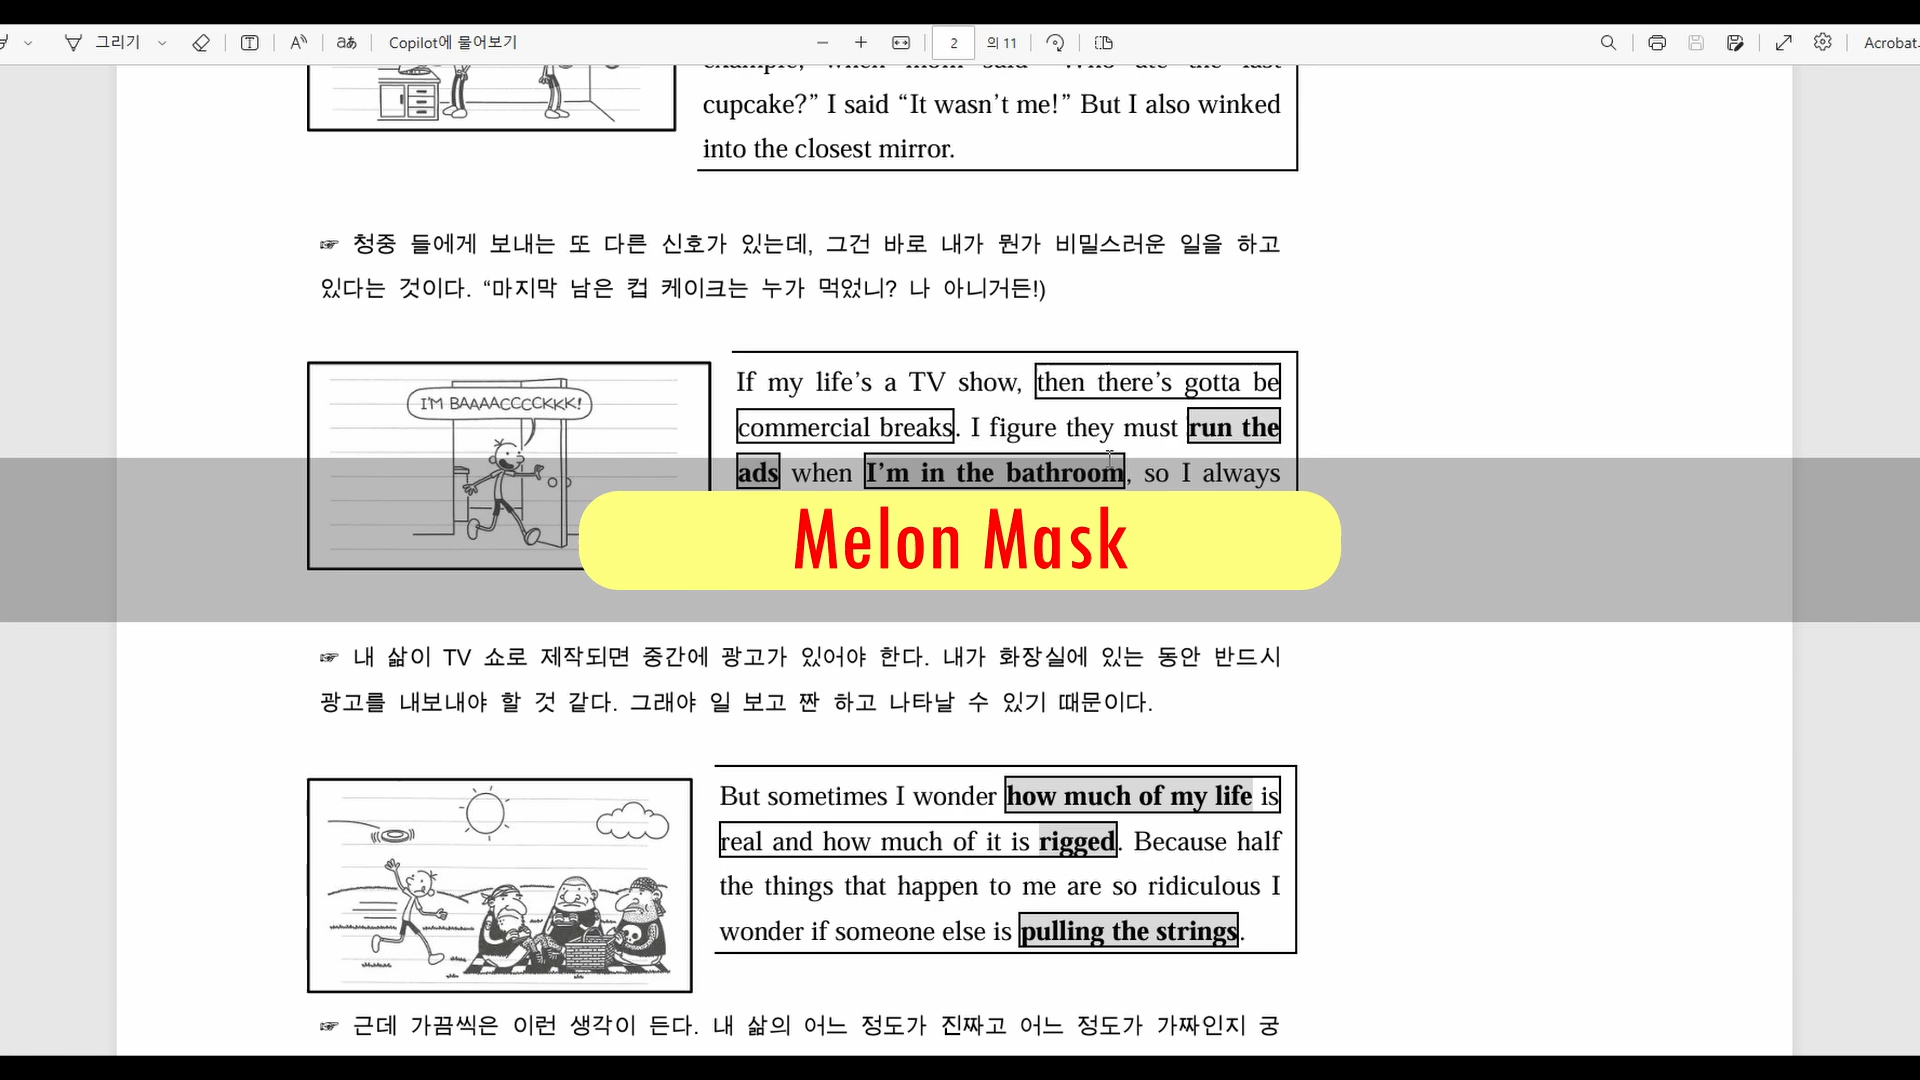 그리기
aあ
Copilot에 물어보기
2
의 11
Acrobat
cupcake?” I said “It wasn’t me!” But I also winked
into the closest mirror.
☞ 청중 들에게 보내는 또 다른 신호가 있는데, 그건 바로 내가 뭔가 비밀스러운 일을 하고
있다는 것이다. “마지막 남은 컵 케이크는 누가 먹었니? 나 아니거든!)
I'M BAAAACCCCKKK!
If my life’s a TV show, then there’s gotta be
commercial breaks. I figure they must run the
ads when I’m in the bathroom, so I always
Melon Mask
☞ 내 삶이 TV 쇼로 제작되면 중간에 광고가 있어야 한다. 내가 화장실에 있는 동안 반드시
광고를 내보내야 할 것 같다. 그래야 일 보고 짠 하고 나타날 수 있기 때문이다.
But sometimes I wonder how much of my life is
real and how much of it is rigged. Because half
the things that happen to me are so ridiculous I
wonder if someone else is pulling the strings.
☞ 근데 가끔씩은 이런 생각이 든다. 내 삶의 어느 정도가 진짜고 어느 정도가 가짜인지 궁